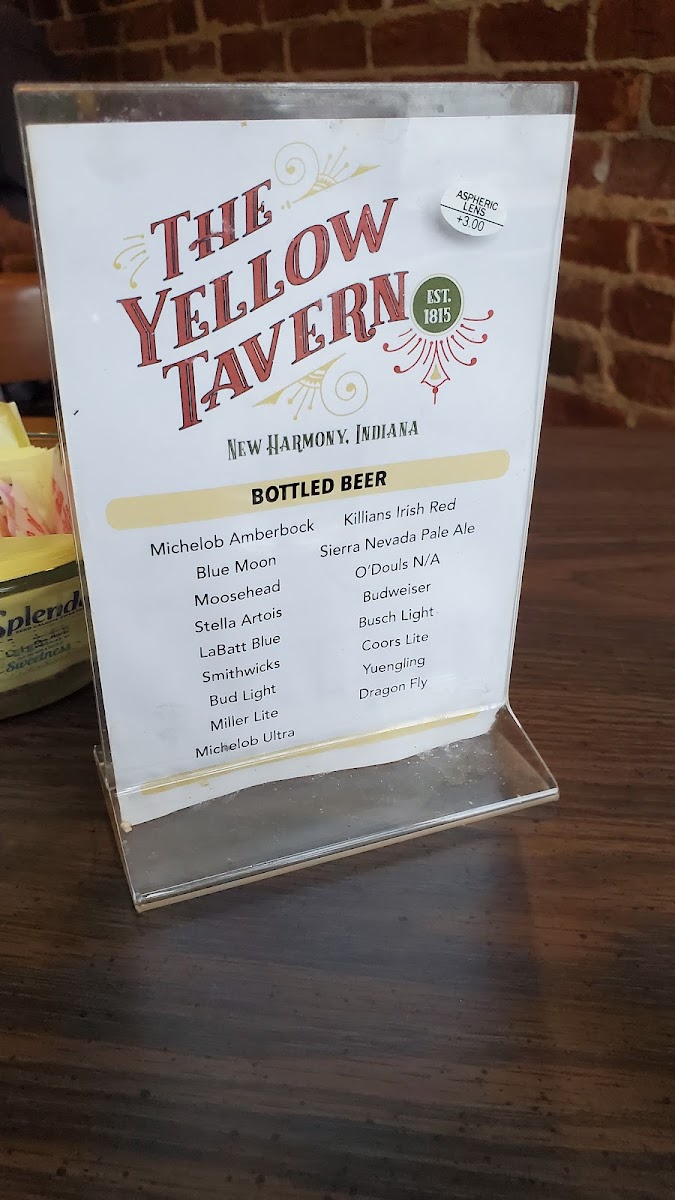 THE
YELLOW
TAVERN
EST.
1815
ASPHERIC
LENS
+3.00
NEW HARMONY, INDIANA
BOTTLED BEER
Michelob Amberbock
Blue Moon
Moosehead
Stella Artois
LaBatt Blue
Smithwicks
Bud Light
Miller Lite
Michelob Ultra
Killians Irish Red
Sierra Nevada Pale Ale
O'Douls N/A
Budweiser
Busch Light
Coors Lite
Yuengling
Dragon Fly
Splenda
Sweetness